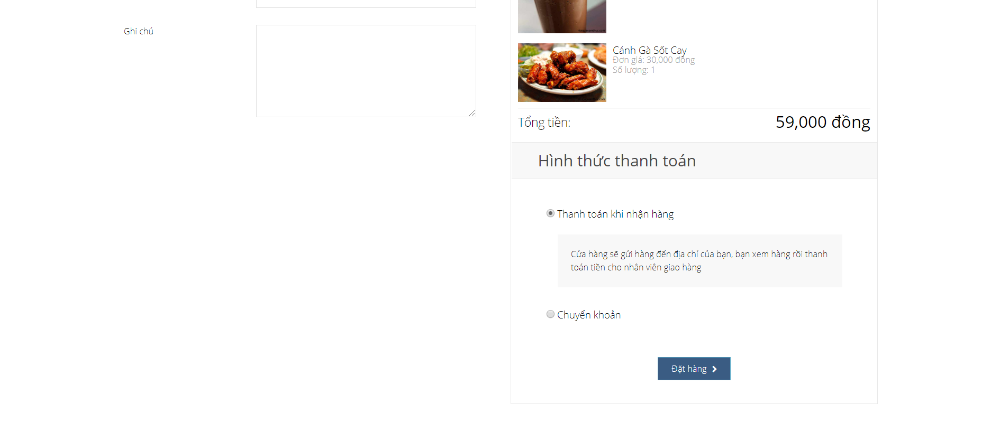 Ghi chú
Cánh Gà Sốt Cay
Đơn giá: 30,000 đồng
Số lượng: 1
Tổng tiền:
59,000 đồng
Hình thức thanh toán
Thanh toán khi nhận hàng
Cửa hàng sẽ gửi hàng đến địa chỉ của bạn, bạn xem hàng rồi thanh
toán tiền cho nhân viên giao hàng
Chuyển khoản
Đặt hàng